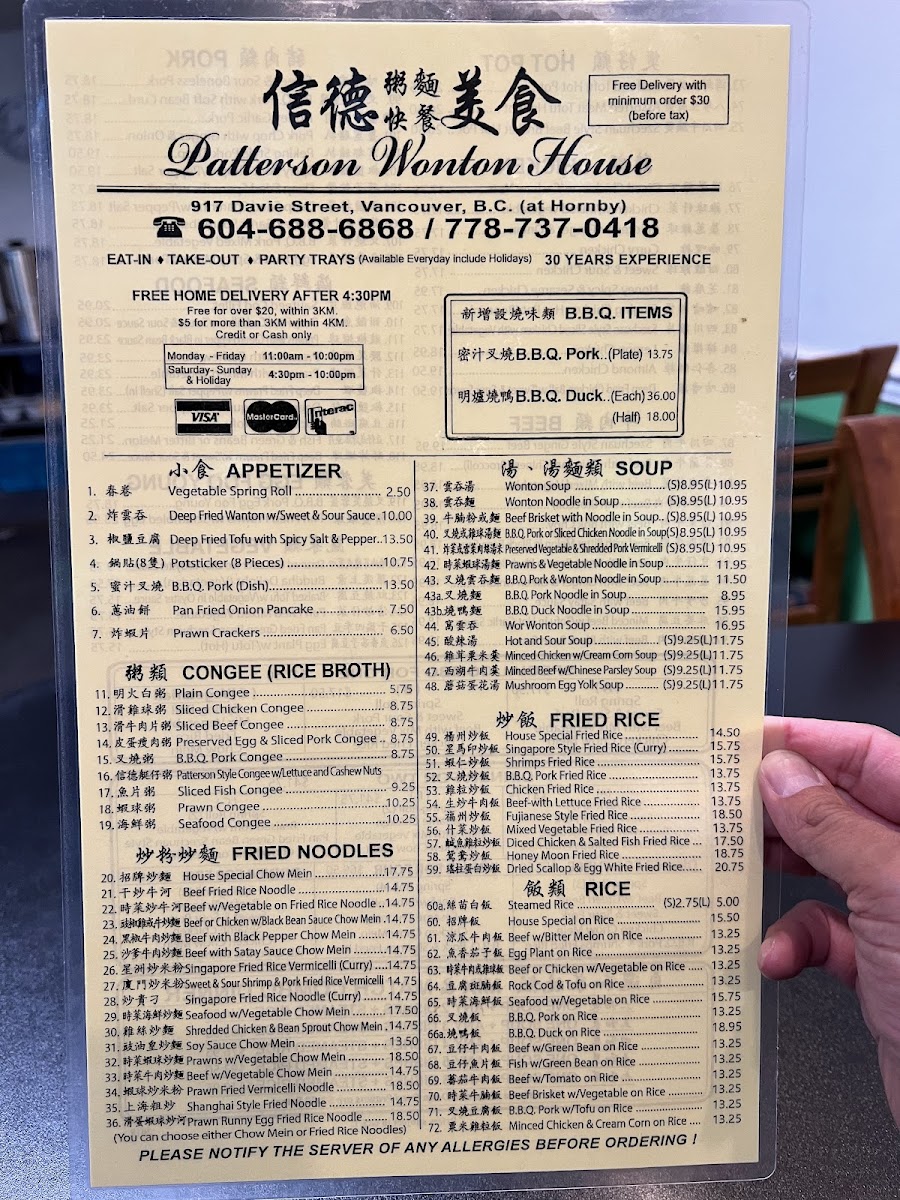 信德 粥麵快餐 美食
Free Delivery with
minimum order $30
(before tax)
Patterson Wonton House
917 Davie Street, Vancouver, B.C. (at Hornby)
604-688-6868 / 778-737-0418
EAT-IN ♦ TAKE-OUT ♦ PARTY TRAYS (Available Everyday Include Holidays) 30 YEARS EXPERIENCE
FREE HOME DELIVERY AFTER 4:30PM
Free for over $20, within 3KM.
$5 for more than 3KM within 4KM.
Credit or Cash only
Monday - Friday 11:00am - 10:00pm
Saturday- Sunday & Holiday 4:30pm - 10:00pm
VISA MasterCard Interac
新增設燒味類 B.B.Q. ITEMS
密汁叉燒 B.B.Q. Pork..(Plate) 13.75
明爐燒鴨 B.B.Q. Duck..(Each) 36.00
(Half) 18.00
小食 APPETIZER
1. 春卷 Vegetable Spring Roll 2.50
2. 炸雲吞 Deep Fried Wanton w/Sweet & Sour Sauce. 10.00
3. 椒鹽豆腐 Deep Fried Tofu with Spicy Salt & Pepper..13.50
4. 鍋貼(8隻) Potsticker (8 Pieces) 10.75
5. 蜜汁叉燒 B.B.Q. Pork (Dish) 13.50
6. 蔥油餅 Pan Fried Onion Pancake 7.50
7. 炸蝦片 Prawn Crackers 6.50
粥類 CONGEE (RICE BROTH)
11. 明火白粥 Plain Congee 5.75
12. 滑雞球粥 Sliced Chicken Congee 8.75
13. 滑牛肉片粥 Sliced Beef Congee 8.75
14. 皮蛋瘦肉粥 Preserved Egg & Sliced Pork Congee .. 8.75
15. 叉燒粥 B.B.Q. Pork Congee 8.75
16. 信德艇仔粥 Patterson Style Congee w/Lettuce and Cashew Nuts
17. 魚片粥 Sliced Fish Congee 9.25
18. 蝦球粥 Prawn Congee 10.25
19. 海鮮粥 Seafood Congee 10.25
炒粉炒麵 FRIED NOODLES
20. 招牌炒麵 House Special Chow Mein 17.75
21. 干炒牛河 Beef Fried Rice Noodle 14.75
22. 時菜炒牛河 Beef w/Vegetable on Fried Rice Noodle .. 14.75
23. 豉椒雞或牛炒麵 Beef or Chicken w/Black Bean Sauce Chow Mein . 14.75
24. 黑椒牛肉炒麵 Beef with Black Pepper Chow Mein 14.75
25. 沙爹牛肉炒麵 Beef with Satay Sauce Chow Mein 14.75
26. 星洲炒米粉 Singapore Fried Rice Vermicelli (Curry) ....14.75
27. 廈門炒米粉 Sweet & Sour Shrimp & Pork Fried Rice Vermicelli 14.75
28. 炒貴刁 Singapore Fried Rice Noodle (Curry) 14.75
29. 時菜海鮮炒麵 Seafood w/Vegetable Chow Mein 17.50
30. 雞絲炒麵 Shredded Chicken & Bean Sprout Chow Mein . 14.75
31. 豉油皇炒麵 Soy Sauce Chow Mein 13.50
32. 時菜蝦球炒麵 Prawns w/Vegetable Chow Mein 18.50
33. 時菜牛肉炒麵 Beef w/Vegetable Chow Mein 14.75
34. 蝦球炒米粉 Prawn Fried Vermicelli Noodle 18.50
35. 上海粗炒 Shanghai Style Fried Noodle 14.75
36. 滑蛋蝦球炒河 Prawn Runny Egg Fried Rice Noodle 18.50
(You can choose either Chow Mein or Fried Rice Noodles)
湯、湯麵類 SOUP
37. 雲吞湯 Wonton Soup (S)8.95(L)10.95
38. 雲吞麵 Wonton Noodle in Soup (S)8.95(L)10.95
39. 牛腩粉或麵 Beef Brisket with Noodle in Soup..(S)8.95(L) 10.95
40. 叉燒或雞球湯麵 B.B.Q. Pork or Sliced Chicken Noodle in Soup(S)8.95(L) 10.95
41. Preserved Vegetable & Shredded Pork Vermicelli (S)8.95(L)10.95
42. 時菜蝦球湯麵 Prawns & Vegetable Noodle in Soup 11.95
43. 叉燒雲吞麵 B.B.Q. Pork & Wonton Noodle in Soup 11.50
43a. 叉燒麵 B.B.Q. Pork Noodle in Soup 8.95
43b. 燒鴨麵 B.B.Q. Duck Noodle in Soup 15.95
44. 窩雲吞 Wor Wonton Soup 16.95
45. 酸辣湯 Hot and Sour Soup (S)9.25(L)11.75
46. 雞茸粟米羹 Minced Chicken w/Cream Corn Soup (S)9.25(L)11.75
47. 西湖牛肉羹 Minced Beef w/Chinese Parsley Soup (S)9.25(L)11.75
48. 蘑菇蛋花湯 Mushroom Egg Yolk Soup (S)9.25(L)11.75
炒飯 FRIED RICE
49. 楊州炒飯 House Special Fried Rice 14.50
50. 星馬印炒飯 Singapore Style Fried Rice (Curry) 15.75
51. 蝦仁炒飯 Shrimps Fried Rice 15.75
52. 叉燒炒飯 B.B.Q. Pork Fried Rice 13.75
53. 雞粒炒飯 Chicken Fried Rice 13.75
54. 生炒牛肉飯 Beef with Lettuce Fried Rice 13.75
55. 福州炒飯 Fujianese Style Fried Rice 18.50
56. 什菜炒飯 Mixed Vegetable Fried Rice 13.75
57. 鹹魚雞粒炒飯 Diced Chicken & Salted Fish Fried Rice 17.50
58. 鴛鴦炒飯 Honey Moon Fried Rice 18.75
59. 瑤柱蛋白炒飯 Dried Scallop & Egg White Fried Rice 20.75
飯類 RICE
60a. 絲苗白飯 Steamed Rice (S)2.75(L) 5.00
60. 招牌飯 House Special on Rice 15.50
61. 涼瓜牛肉飯 Beef w/Bitter Melon on Rice 13.25
62. 魚香茄子飯 Egg Plant on Rice 13.25
63. 時菜牛肉或雞球飯 Beef or Chicken w/Vegetable on Rice 13.25
64. 豆腐斑腩飯 Rock Cod & Tofu on Rice 13.25
65. 時菜海鮮飯 Seafood w/Vegetable on Rice 15.75
66. 叉燒飯 B.B.Q. Pork on Rice 13.25
66a. 燒鴨飯 B.B.Q. Duck on Rice 18.95
67. 豆仔牛肉飯 Beef w/Green Bean on Rice 13.25
68. 豆仔魚片飯 Fish w/Green Bean on Rice 13.25
69. 蕃茄牛肉飯 Beef w/Tomato on Rice 13.25
70. 時菜牛腩飯 Beef Brisket w/Vegetable on Rice 13.25
71. 叉燒豆腐飯 B.B.Q. Pork w/Tofu on Rice 13.25
72. 粟米雞粒飯 Minced Chicken & Cream Corn on Rice .... 13.25
PLEASE NOTIFY THE SERVER OF ANY ALLERGIES BEFORE ORDERING !